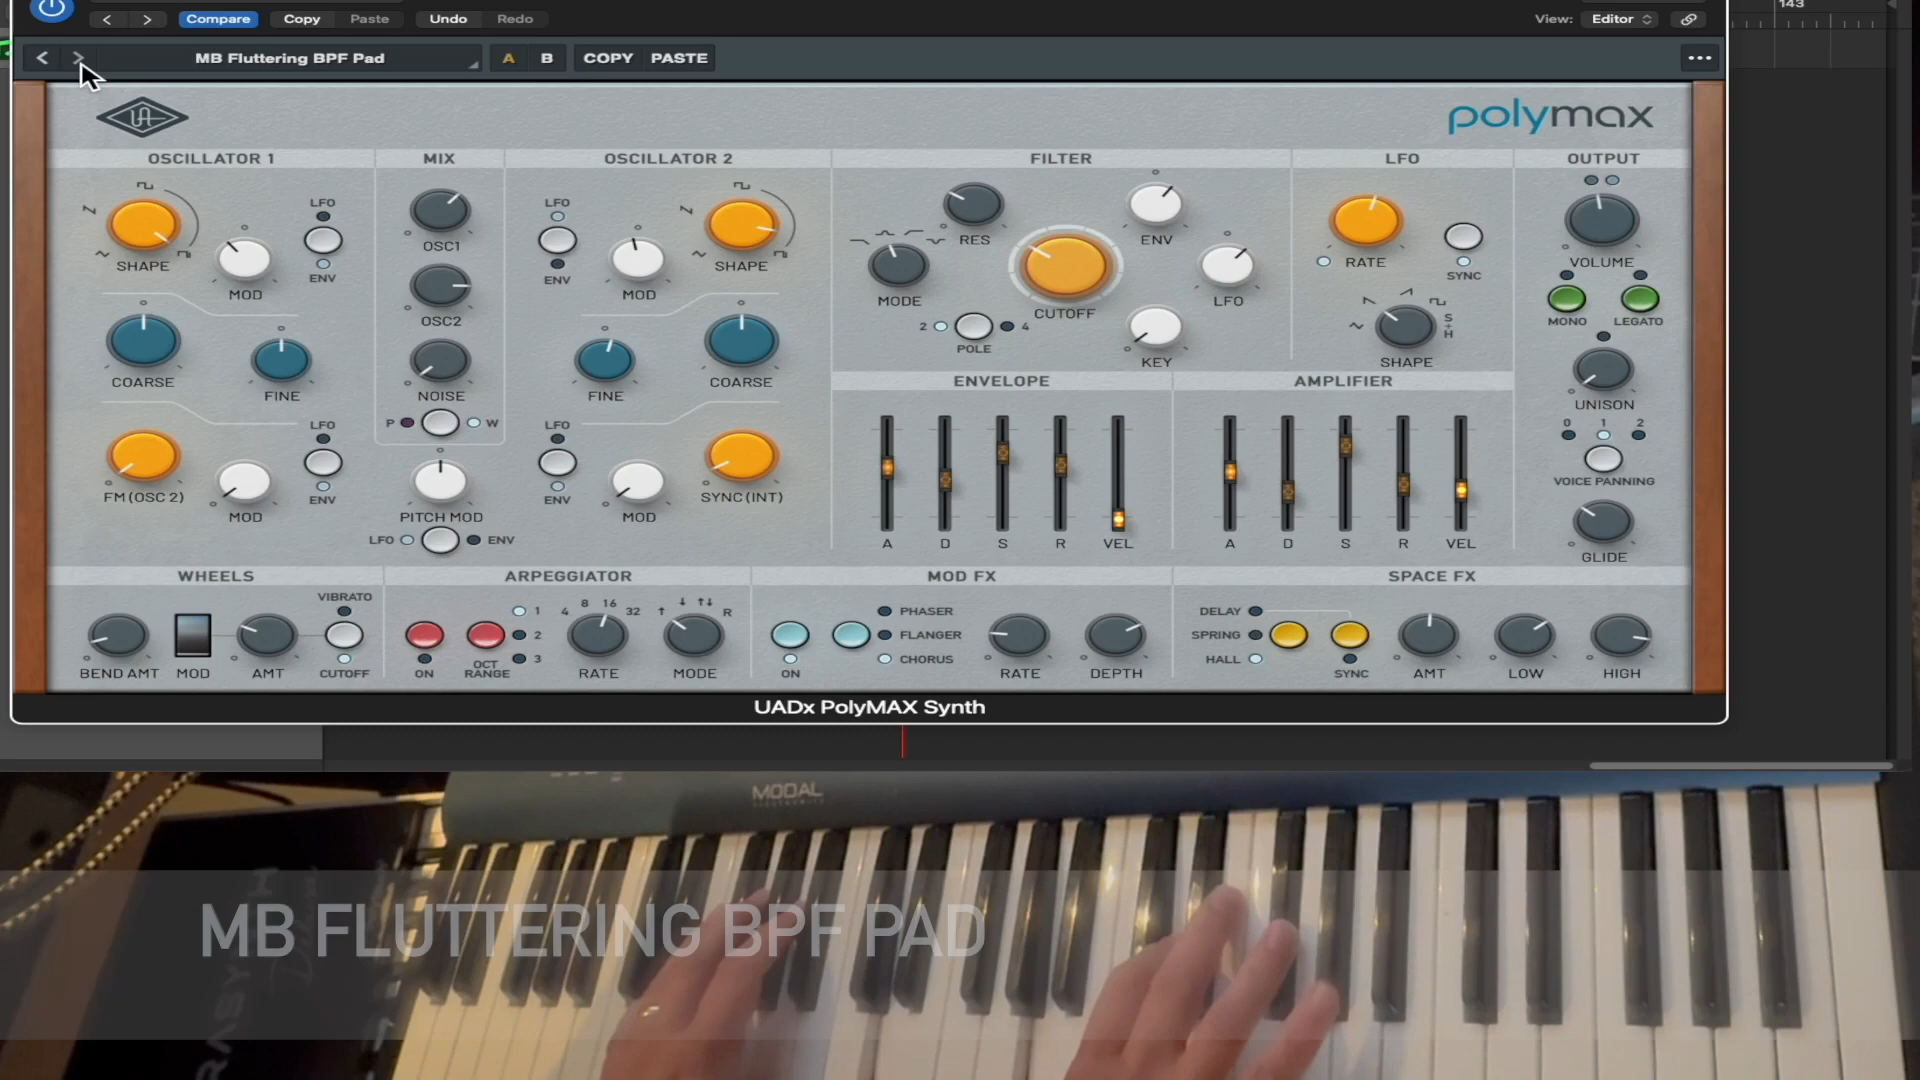 143
Compare Copy Paste Undo Redo View: Editor
MB Fluttering BPF Pad A B COPY PASTE
UA polymax
OSCILLATOR 1 MIX OSCILLATOR 2 FILTER LFO OUTPUT
SHAPE MOD LFO ENV
COARSE FINE
FM (OSC 2) MOD LFO ENV
OSC1
OSC2
NOISE
P W
PITCH MOD
LFO ENV
LFO ENV MOD SHAPE
FINE COARSE
LFO ENV MOD SYNC (INT)
RES ENV
MODE CUTOFF LFO
2 4
POLE KEY
RATE SYNC
S+H
SHAPE
VOLUME
MONO LEGATO
UNISON
0 1 2
VOICE PANNING
GLIDE
ENVELOPE AMPLIFIER
A D S R VEL A D S R VEL
WHEELS ARPEGGIATOR MOD FX SPACE FX
VIBRATO
BEND AMT MOD AMT CUTOFF
1 2 3
4 8 16 32
R
ON OCT RANGE RATE MODE
PHASER
FLANGER
CHORUS
ON RATE DEPTH
DELAY
SPRING
HALL
SYNC AMT LOW HIGH
UADx PolyMAX Synth
MODAL
MB FLUTTERING BPF PAD